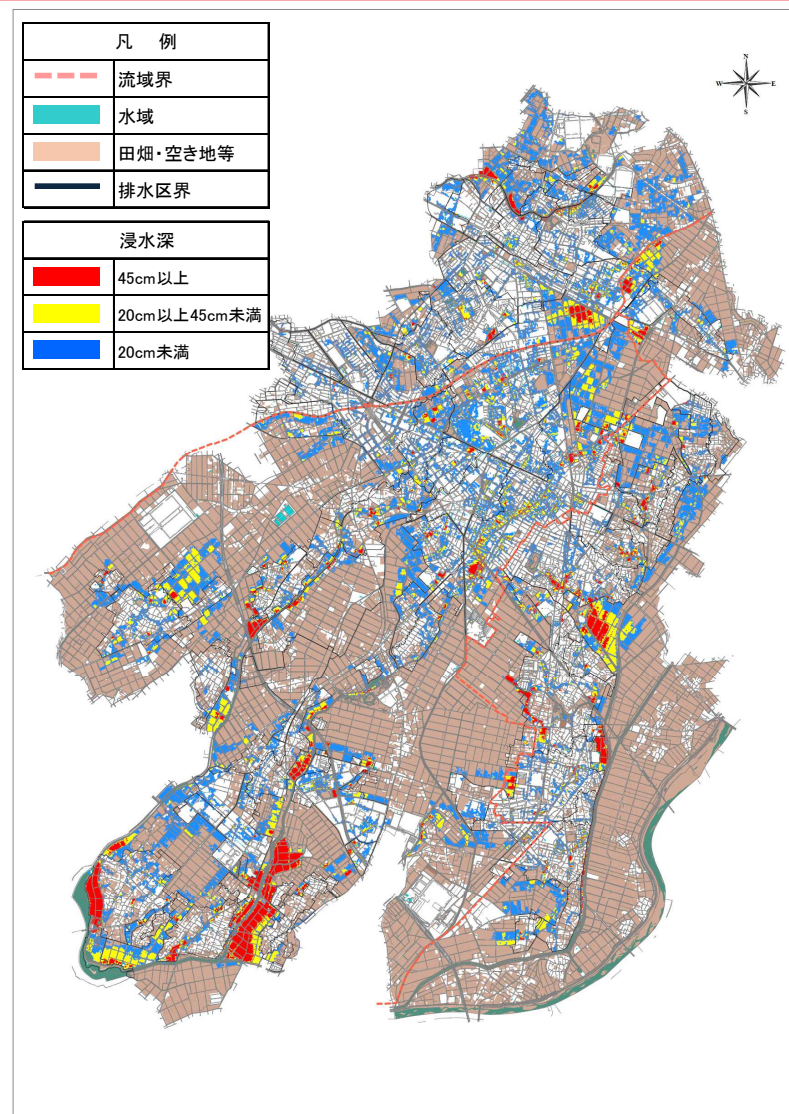 凡 例
流域界
水域
田畑・空き地等
排水区界
浸水深
45cm以上
20cm以上45cm未満
20cm未満
N
W
E
S